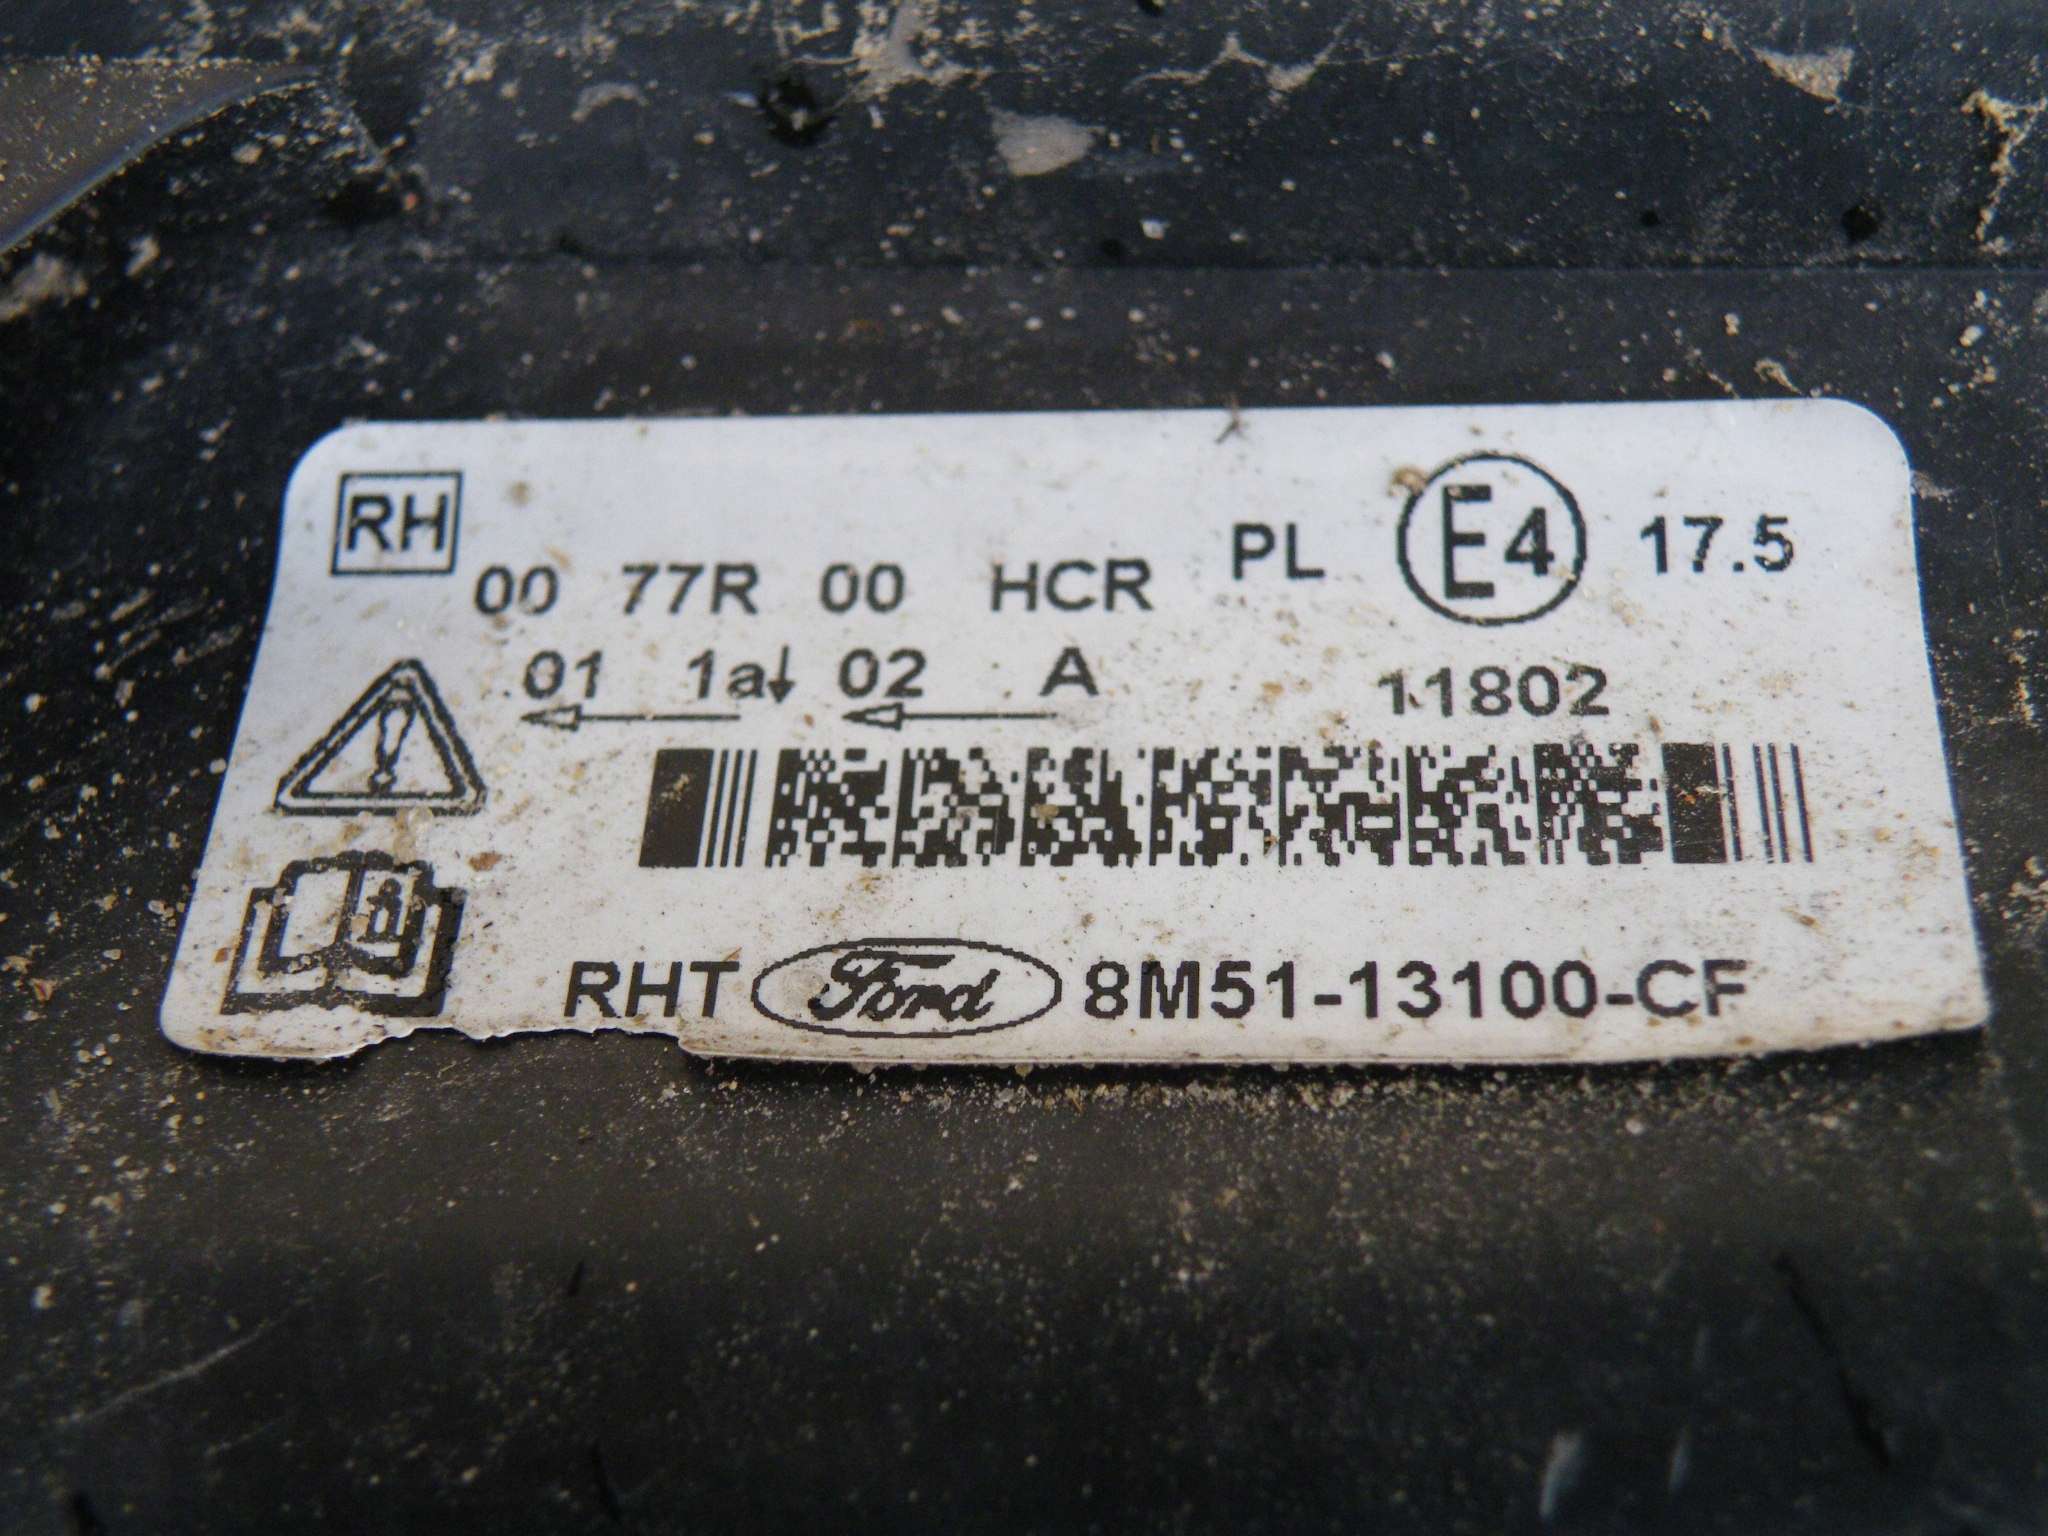 RH
00 77R 00 HCR PL E4 17.5
01 1a↓ 02 A 11802
RHT Ford 8M51-13100-CF